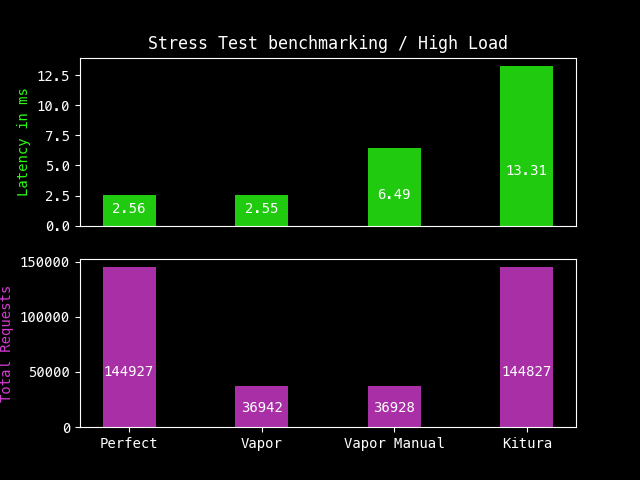 Stress Test benchmarking / High Load
Latency in ms
12.5
10.0
7.5
5.0
2.5
0.0
2.56
2.55
6.49
13.31
Total Requests
150000
100000
50000
0
144927
36942
36928
144827
Perfect
Vapor
Vapor Manual
Kitura